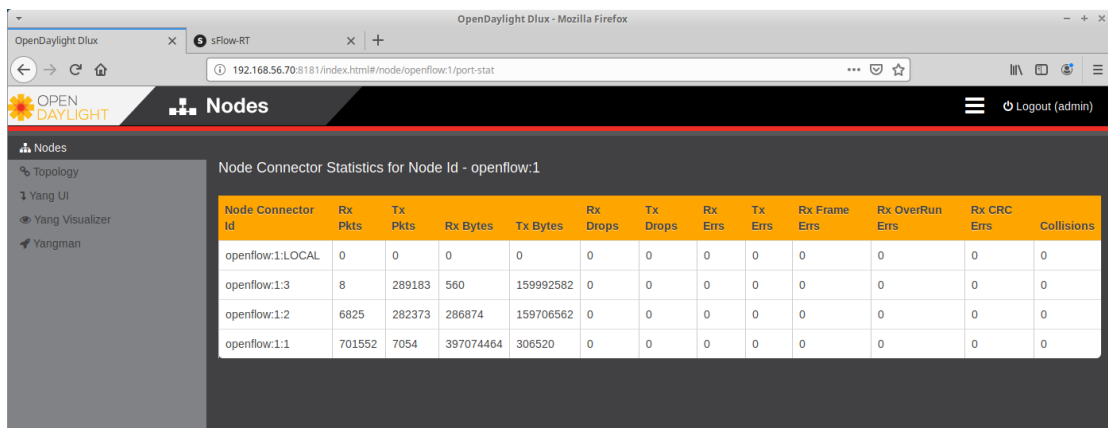 OpenDaylight Dlux - Mozilla Firefox
OpenDaylight Dlux
S sFlow-RT
192.168.56.70:8181/index.html#/node/openflow:1/port-stat
OPEN
DAYLIGHT
Nodes
Logout (admin)
Nodes
Topology
Yang UI
Yang Visualizer
Yangman
Node Connector Statistics for Node Id - openflow:1
Node Connector Id Rx Pkts Tx Pkts Rx Bytes Tx Bytes Rx Drops Tx Drops Rx Errs Tx Errs Rx Frame Errs Rx OverRun Errs Rx CRC Errs Collisions
openflow:1:LOCAL 0 0 0 0 0 0 0 0 0 0 0 0
openflow:1:3 8 289183 560 159992582 0 0 0 0 0 0 0 0
openflow:1:2 6825 282373 286874 159706562 0 0 0 0 0 0 0 0
openflow:1:1 701552 7054 397074464 306520 0 0 0 0 0 0 0 0